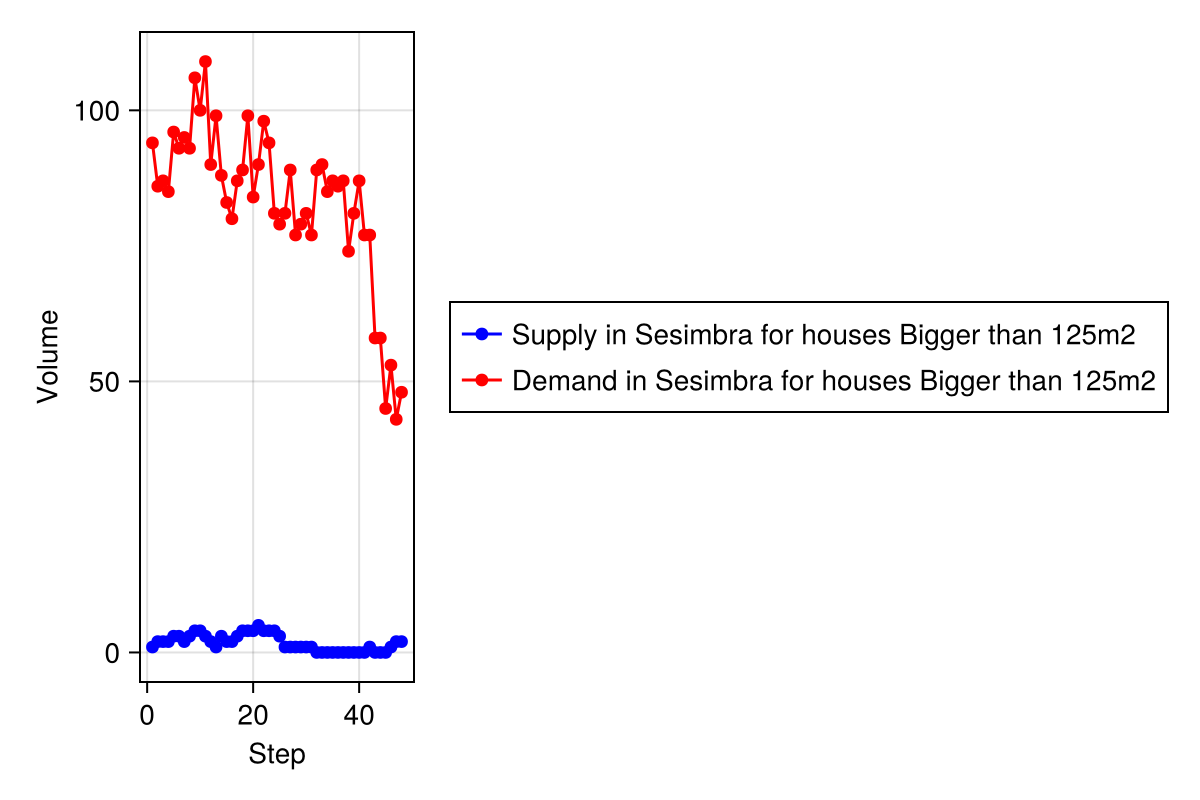 100
50
0
Volume
0 20 40
Step
Supply in Sesimbra for houses Bigger than 125m2
Demand in Sesimbra for houses Bigger than 125m2